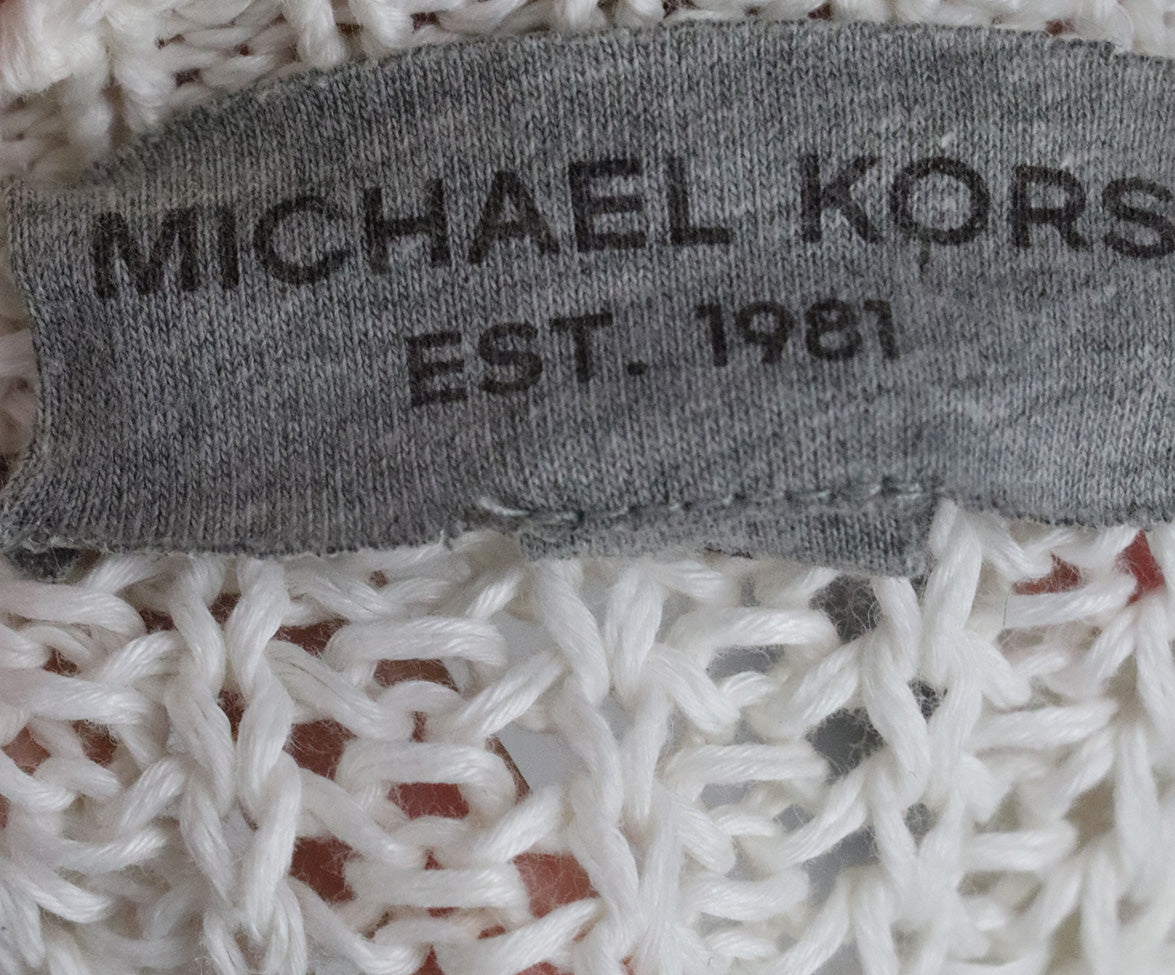 MICHAEL KORS
EST. 1981